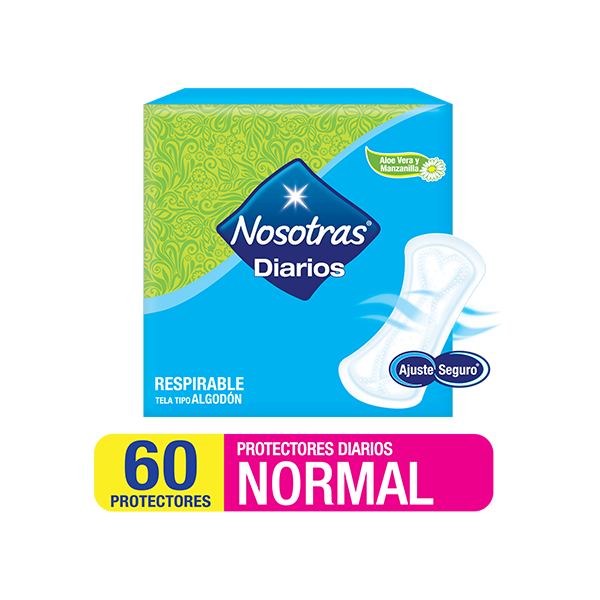 Aloe Vera y
Manzanilla
Nosotras®
Diarios
Ajuste Seguro®
RESPIRABLE
TELA TIPO ALGODÓN
60
PROTECTORES
PROTECTORES DIARIOS
NORMAL